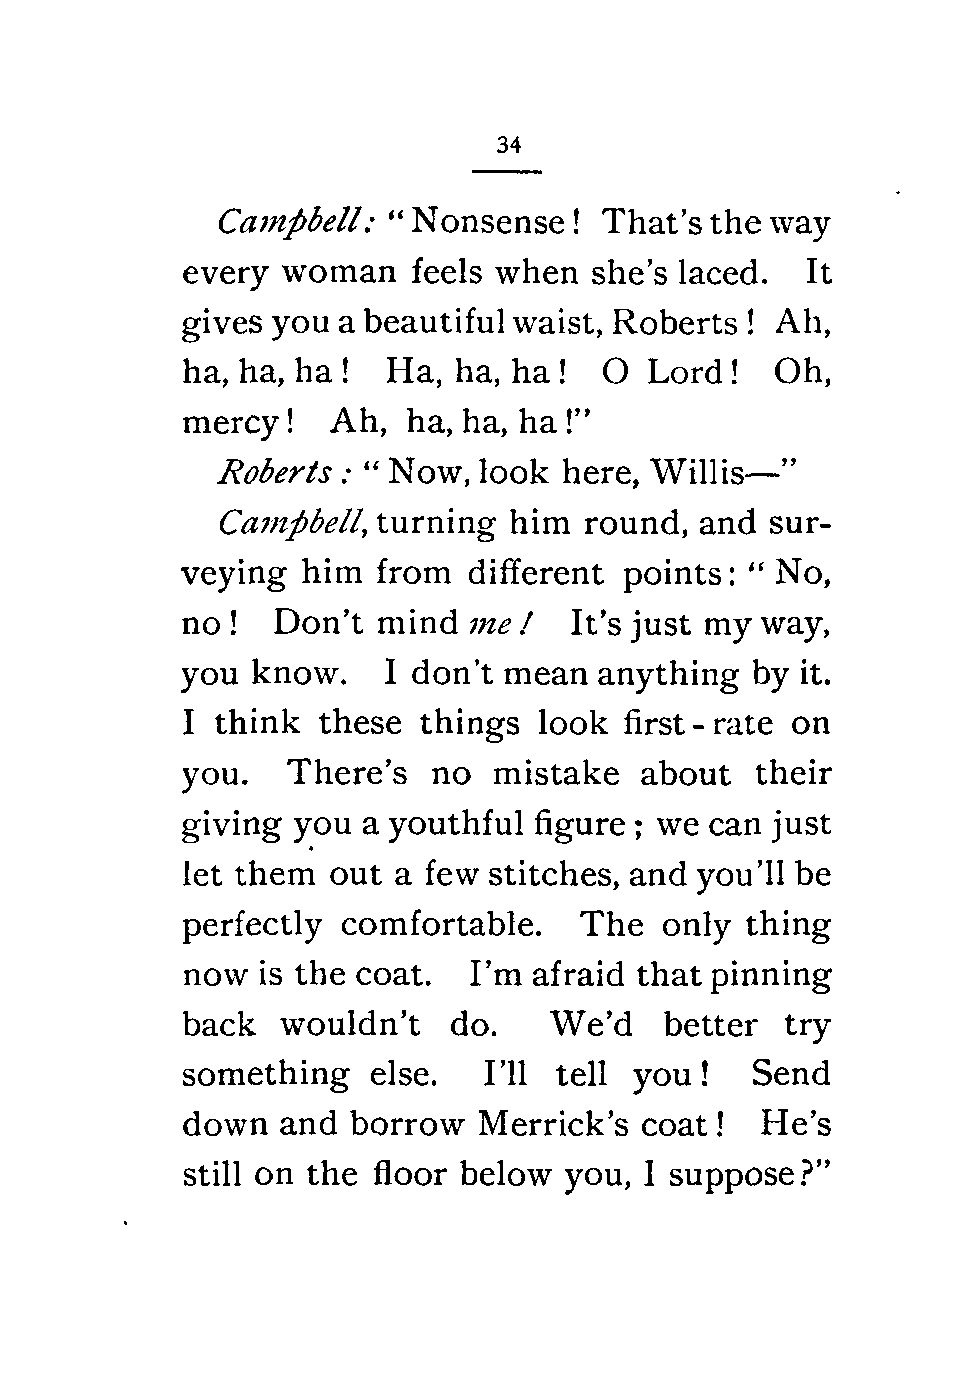 34
Campbell: “Nonsense! That’s the way
every woman feels when she’s laced. It
gives you a beautiful waist, Roberts! Ah,
ha, ha, ha! Ha, ha, ha! O Lord! Oh,
mercy! Ah, ha, ha, ha!”
Roberts: “Now, look here, Willis—”
Campbell, turning him round, and sur-
veying him from different points: “No,
no! Don’t mind me! It’s just my way,
you know. I don’t mean anything by it.
I think these things look first-rate on
you. There’s no mistake about their
giving you a youthful figure; we can just
let them out a few stitches, and you’ll be
perfectly comfortable. The only thing
now is the coat. I’m afraid that pinning
back wouldn’t do. We’d better try
something else. I’ll tell you! Send
down and borrow Merrick’s coat! He’s
still on the floor below you, I suppose?”